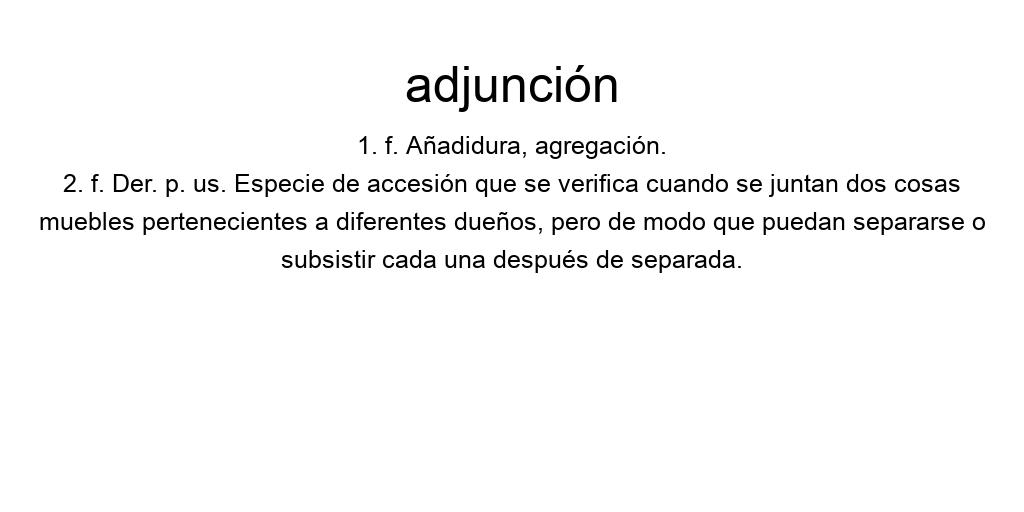 adjunción
1. f. Añadidura, agregación.
2. f. Der. p. us. Especie de accesión que se verifica cuando se juntan dos cosas
muebles pertenecientes a diferentes dueños, pero de modo que puedan separarse o
subsistir cada una después de separada.